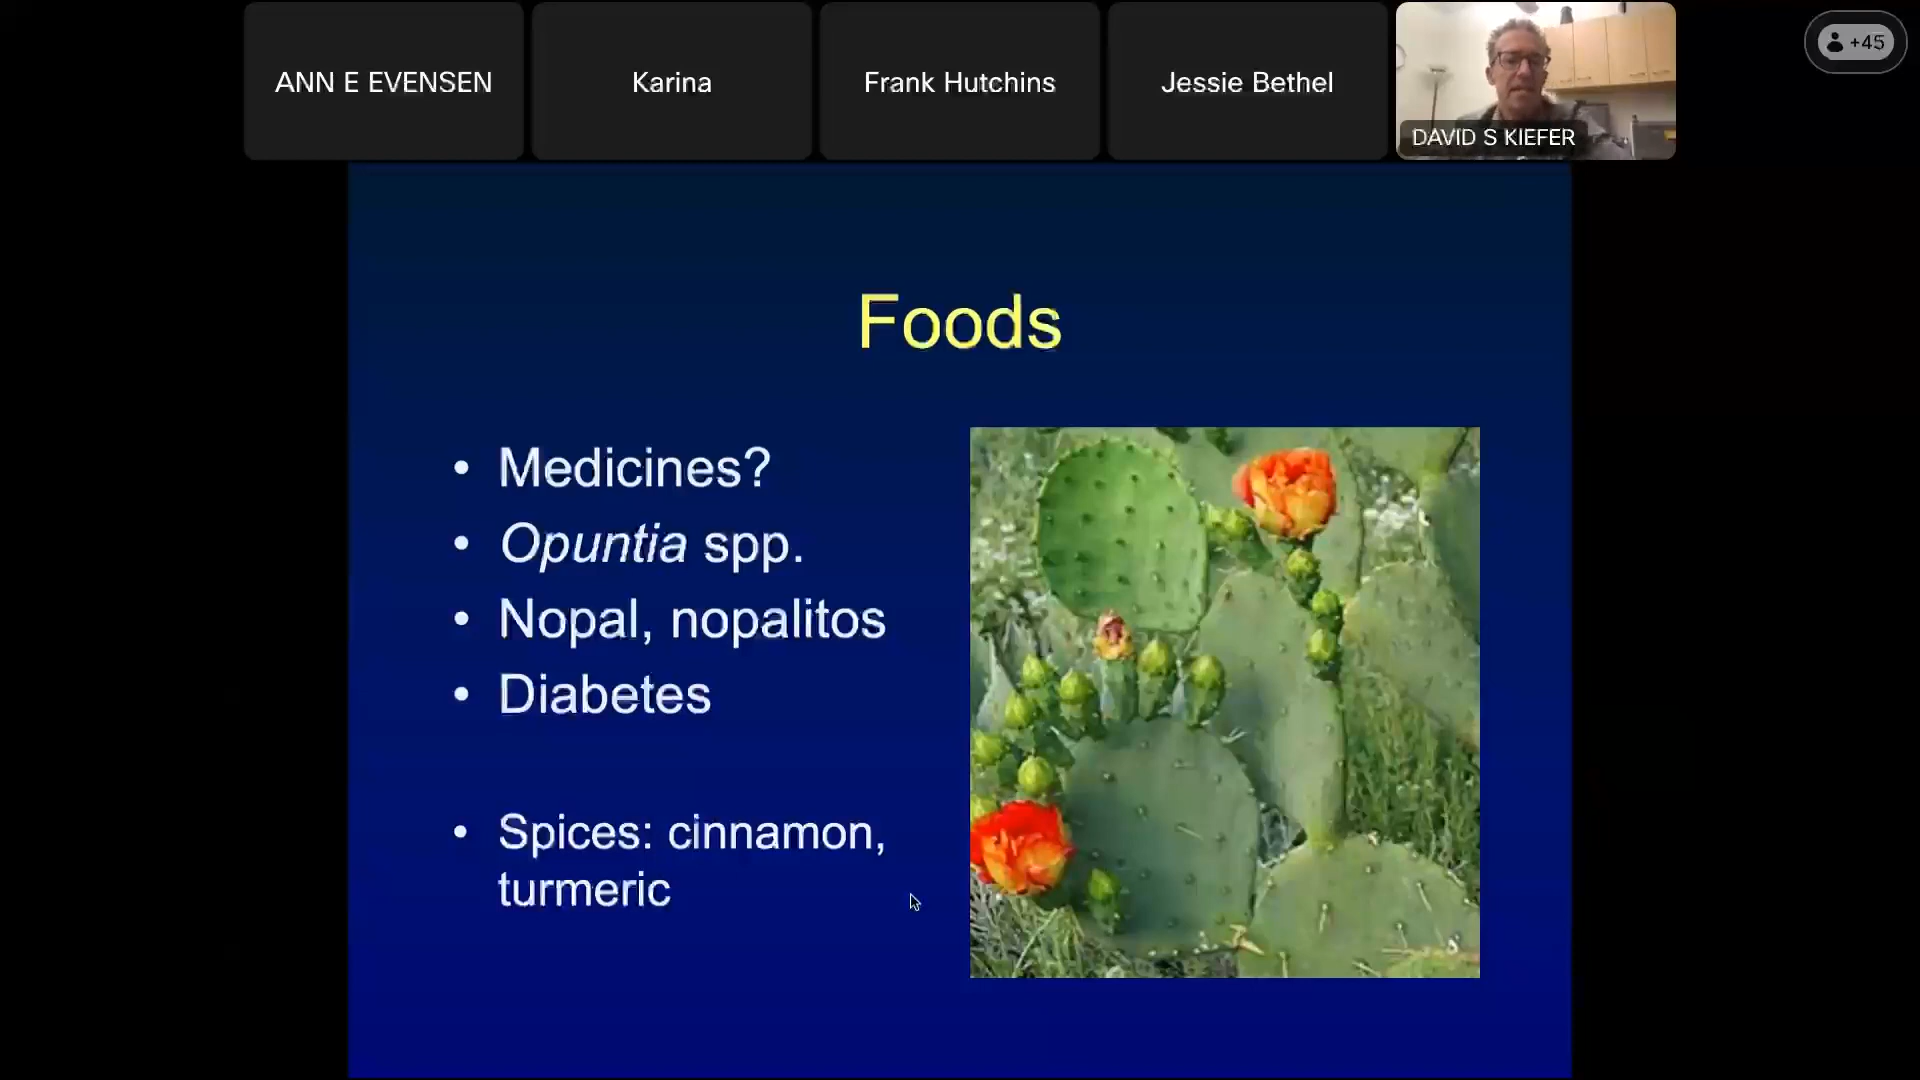 ANN E EVENSEN
Karina
Frank Hutchins
Jessie Bethel
DAVID S KIEFER
+45
Foods
• Medicines?
• Opuntia spp.
• Nopal, nopalitos
• Diabetes
• Spices: cinnamon,
turmeric